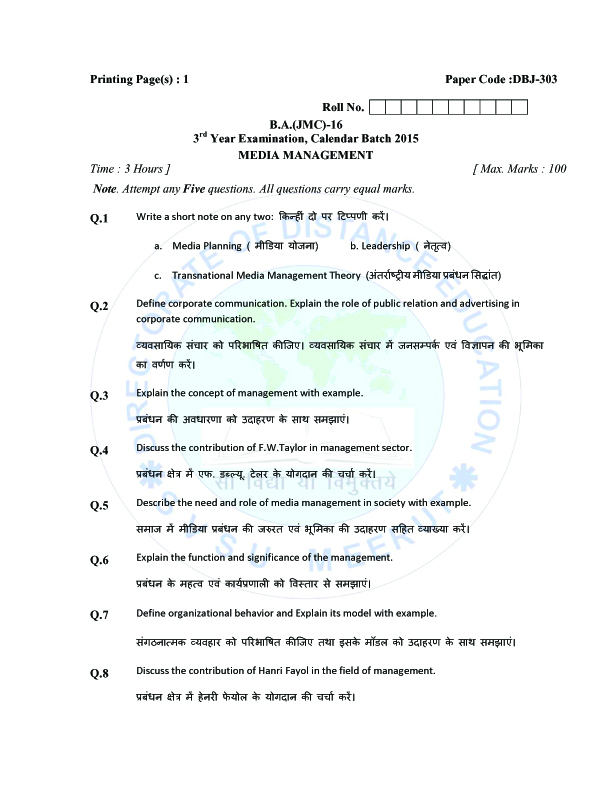 Printing Page(s) : 1 Paper Code :DBJ-303
Roll No.
B.A.(JMC)-16
3rd Year Examination, Calendar Batch 2015
MEDIA MANAGEMENT
Time : 3 Hours ] [ Max. Marks : 100
Note. Attempt any Five questions. All questions carry equal marks.
Q.1 Write a short note on any two: किन्हीं दो पर टिप्पणी करें।
a. Media Planning ( मीडिया योजना) b. Leadership ( नेतृत्व)
c. Transnational Media Management Theory (अंतर्राष्ट्रीय मीडिया प्रबंधन सिद्धांत)
Q.2 Define corporate communication. Explain the role of public relation and advertising in
corporate communication.
व्यवसायिक संचार को परिभाषित कीजिए। व्यवसायिक संचार में जनसम्पर्क एवं विज्ञापन की भूमिका
का वर्णण करें।
Q.3 Explain the concept of management with example.
प्रबंधन की अवधारणा को उदाहरण के साथ समझाएं।
Q.4 Discuss the contribution of F.W.Taylor in management sector.
प्रबंधन क्षेत्र में एफ. डब्ल्यू. टेलर के योगदान की चर्चा करें।
सा विद्या या विमुक्तये
Q.5 Describe the need and role of media management in society with example.
समाज में मीडिया प्रबंधन की जरुरत एवं भूमिका की उदाहरण सहित व्याख्या करें।
Q.6 Explain the function and significance of the management.
प्रबंधन के महत्व एवं कार्यप्रणाली को विस्तार से समझाएं।
Q.7 Define organizational behavior and Explain its model with example.
संगठनात्मक व्यवहार को परिभाषित कीजिए तथा इसके मॉडल को उदाहरण के साथ समझाएं।
Q.8 Discuss the contribution of Hanri Fayol in the field of management.
प्रबंधन क्षेत्र में हेनरी फेयोल के योगदान की चर्चा करें।
DIRECTORATE OF DISTANCE EDUCATION
S V S U MEERUT